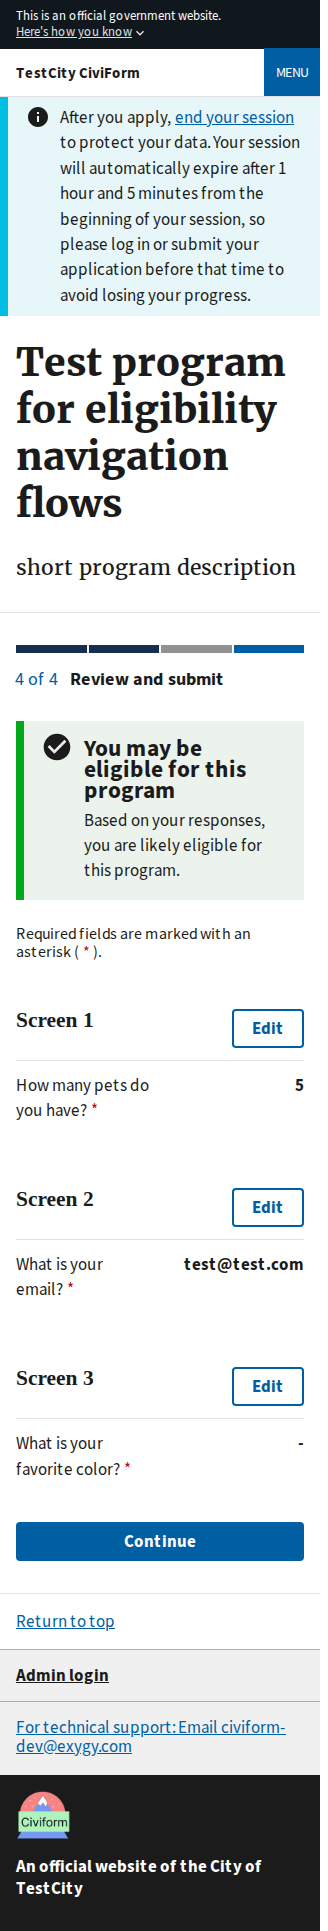 This is an official government website.
Here's how you know
TestCity CiviForm
MENU
After you apply, end your session
to protect your data. Your session
will automatically expire after 1
hour and 5 minutes from the
beginning of your session, so
please log in or submit your
application before that time to
avoid losing your progress.
Test program
for eligibility
navigation
flows
short program description
4 of 4 Review and submit
You may be
eligible for this
program
Based on your responses,
you are likely eligible for
this program.
Required fields are marked with an
asterisk ( * ).
Screen 1
Edit
How many pets do
you have? *
5
Screen 2
Edit
What is your
email? *
test@test.com
Screen 3
Edit
What is your
favorite color? *
-
Continue
Return to top
Admin login
For technical support: Email civiform-
dev@exygy.com
Civiform
An official website of the City of
TestCity